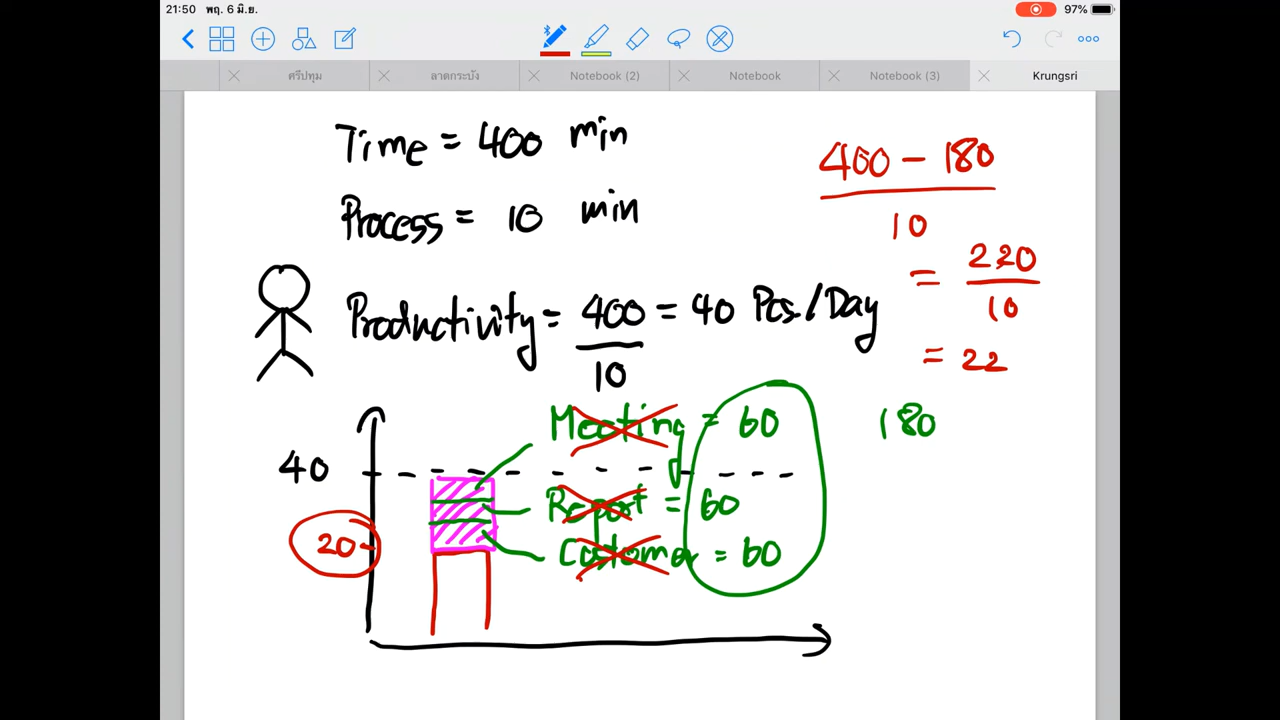 21:50 พฤ. 6 มิ.ย. 97%
ศรีปทุม ลาดกระบัง Notebook (2) Notebook Notebook (3) Krungsri
Time = 400 min
Process = 10 min
Productivity = 400/10 = 40 Pcs/Day
400 - 180
10
= 220/10
= 22
Meeting = 60
180
40
Report = 60
20
Customer = 60